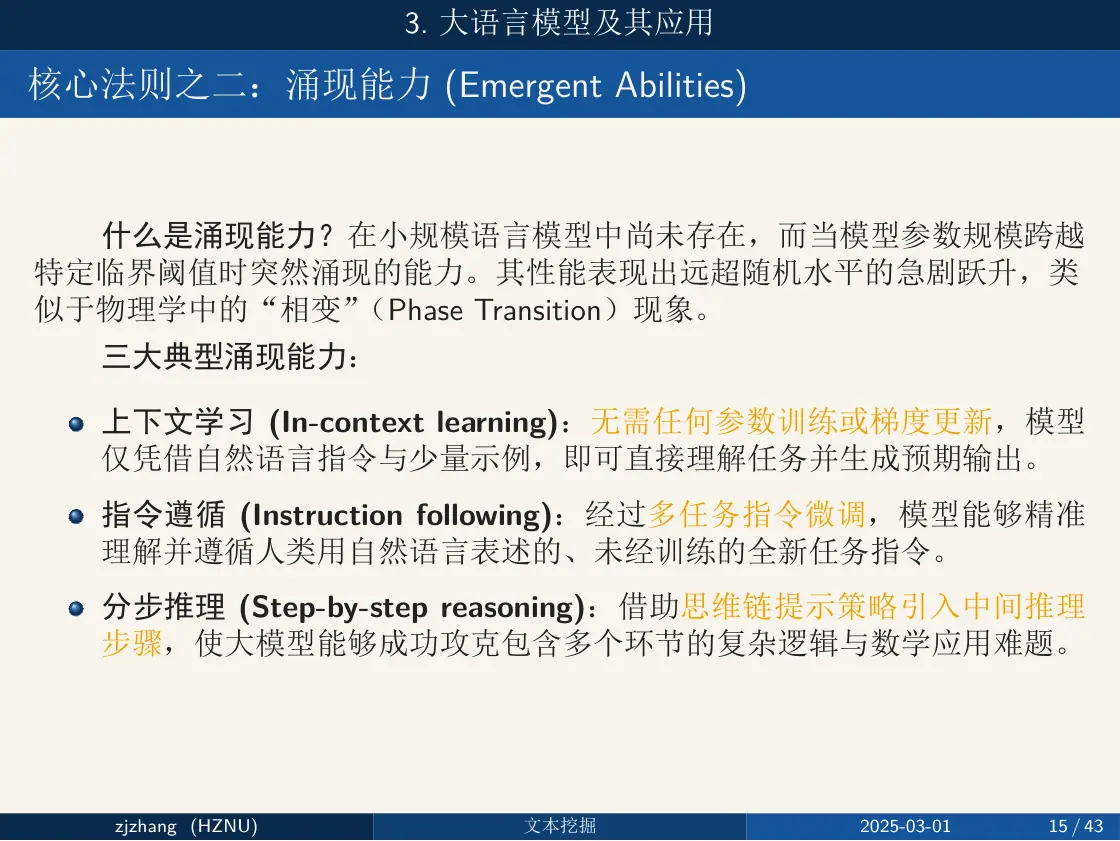 3. 大语言模型及其应用
核心法则之二：涌现能力 (Emergent Abilities)
什么是涌现能力？在小规模语言模型中尚未存在，而当模型参数规模跨越
特定临界阈值时突然涌现的能力。其性能表现出远超随机水平的急剧跃升，类
似于物理学中的“相变”（Phase Transition）现象。
三大典型涌现能力：
上下文学习 (In-context learning)：无需任何参数训练或梯度更新，模型
仅凭借自然语言指令与少量示例，即可直接理解任务并生成预期输出。
指令遵循 (Instruction following)：经过多任务指令微调，模型能够精准
理解并遵循人类用自然语言表述的、未经训练的全新任务指令。
分步推理 (Step-by-step reasoning)：借助思维链提示策略引入中间推理
步骤，使大模型能够成功攻克包含多个环节的复杂逻辑与数学应用难题。
zjzhang (HZNU) 文本挖掘 2025-03-01 15 / 43